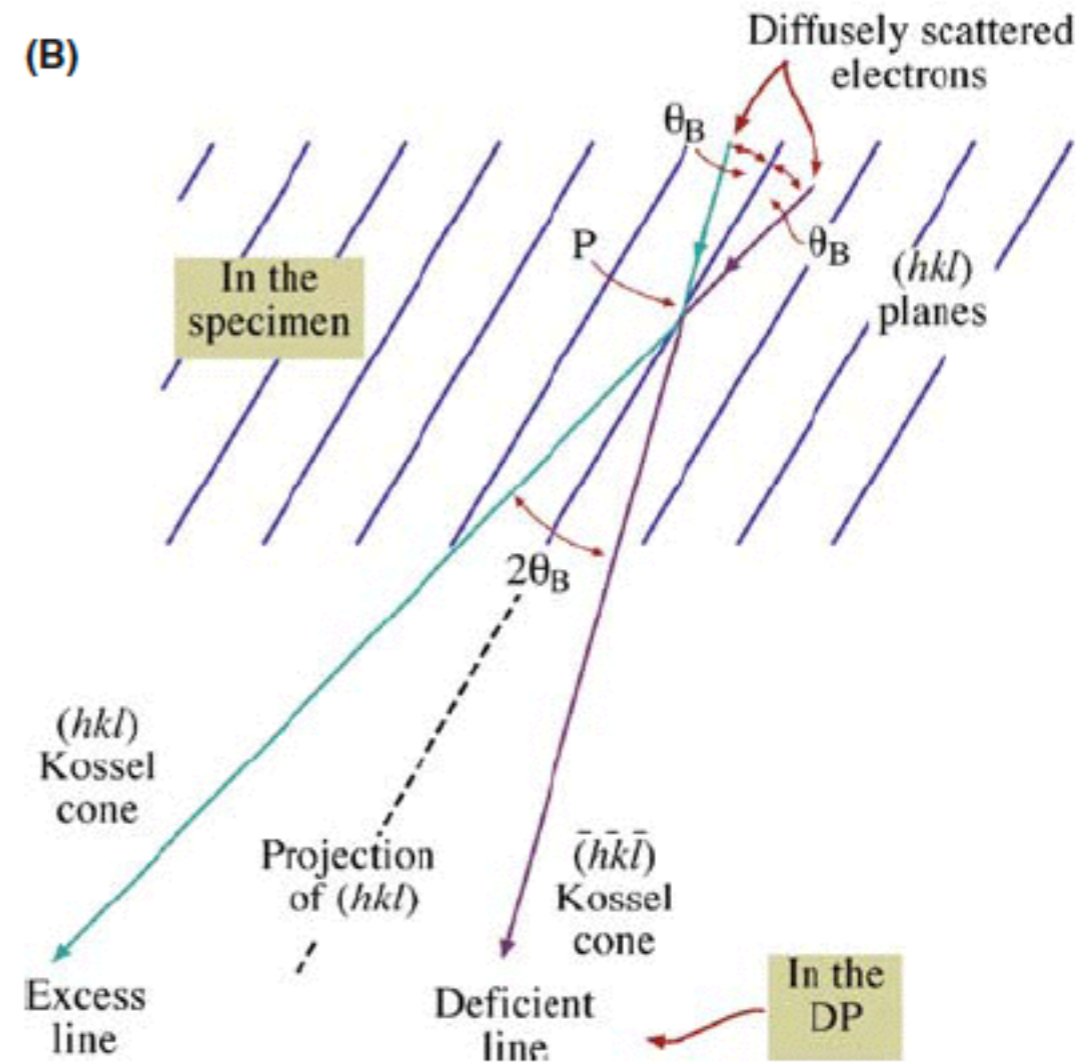 (B)
Diffusely scattered
electrons
θB
θB
P
In the
specimen
(hkl)
planes
2θB
(hkl)
Kossel
cone
Projection
of (hkl)
(h̄k̄l̄)
Kossel
cone
Excess
line
Deficient
line
In the
DP